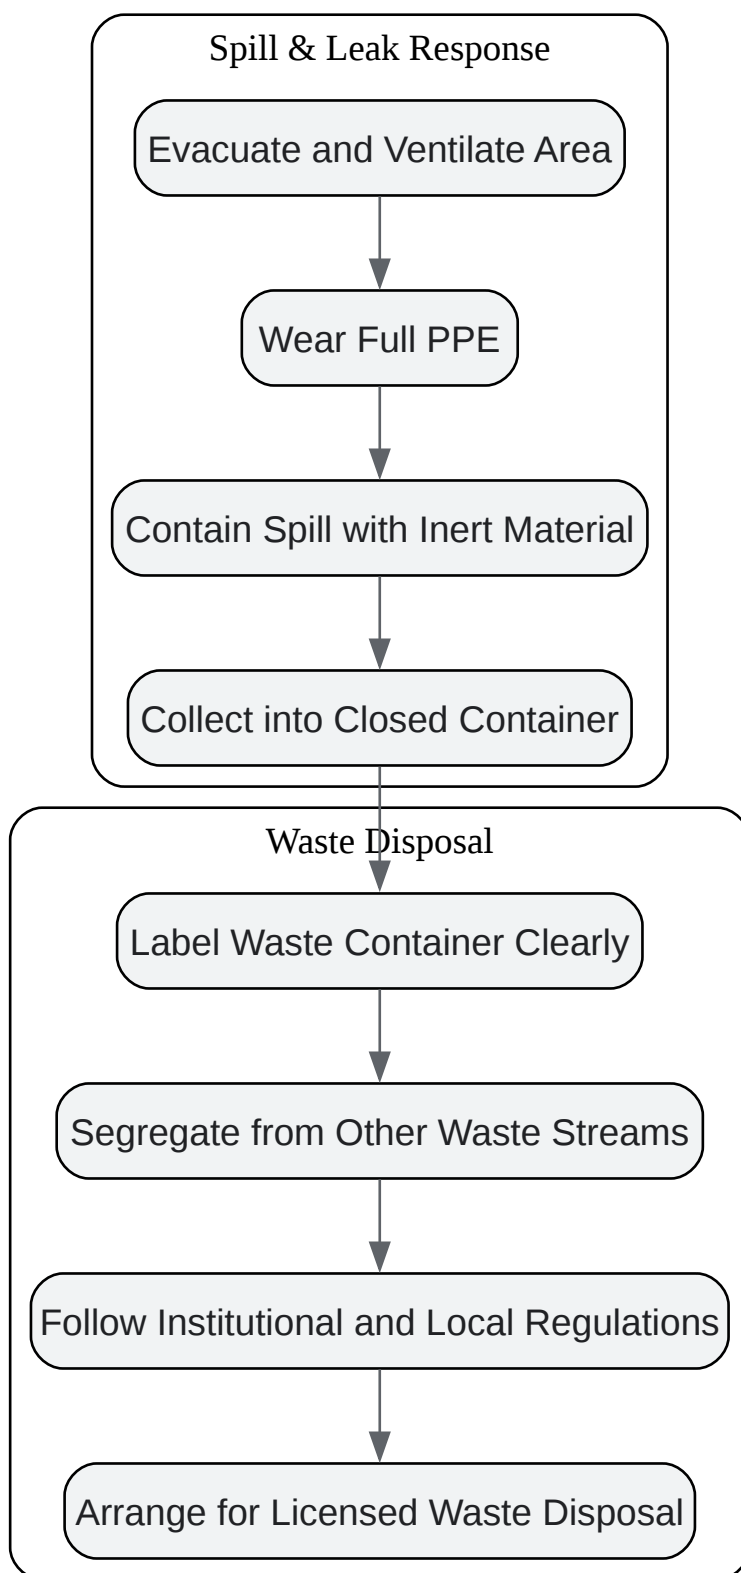 Spill & Leak Response
Evacuate and Ventilate Area
Wear Full PPE
Contain Spill with Inert Material
Collect into Closed Container
Waste Disposal
Label Waste Container Clearly
Segregate from Other Waste Streams
Follow Institutional and Local Regulations
Arrange for Licensed Waste Disposal